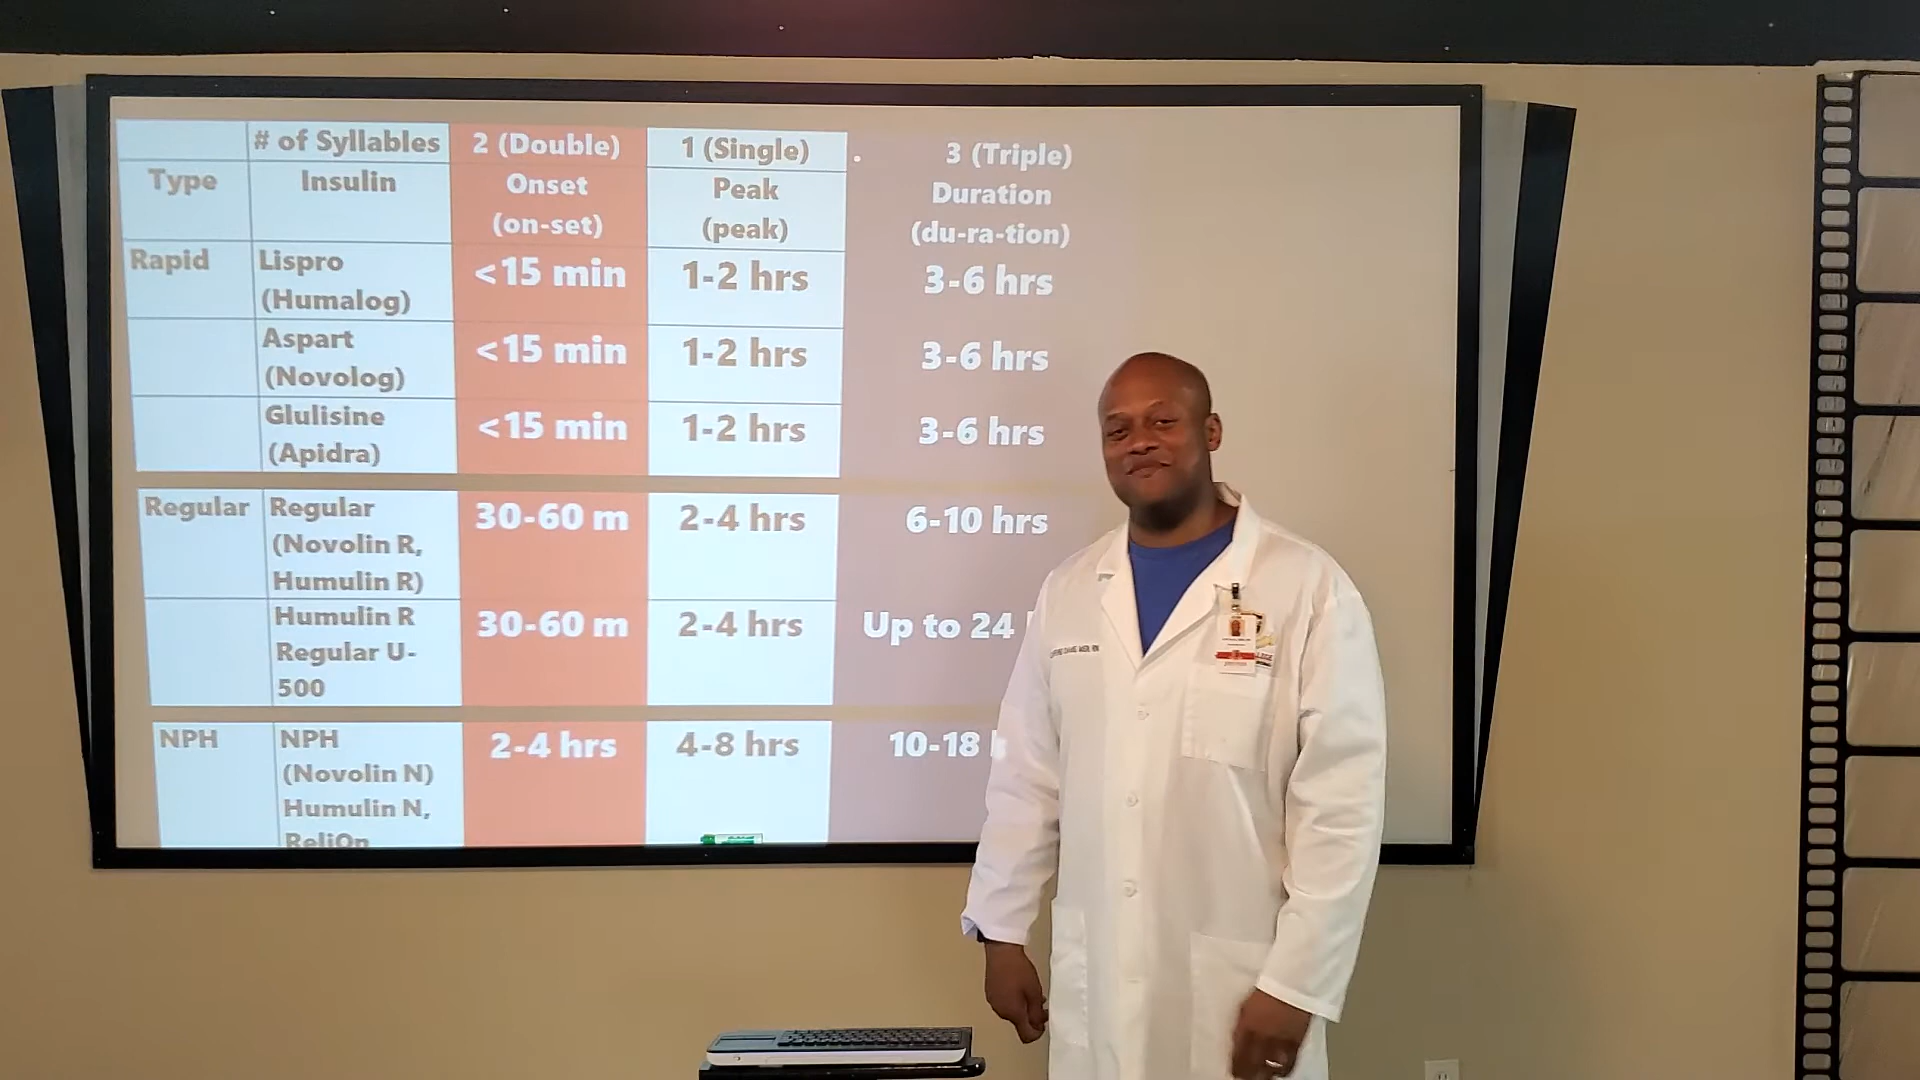 # of Syllables 2 (Double) 1 (Single) 3 (Triple)
Type Insulin Onset Peak Duration
(on-set) (peak) (du-ra-tion)
Rapid Lispro <15 min 1-2 hrs 3-6 hrs
(Humalog)
Aspart <15 min 1-2 hrs 3-6 hrs
(Novolog)
Glulisine <15 min 1-2 hrs 3-6 hrs
(Apidra)
Regular Regular 30-60 m 2-4 hrs 6-10 hrs
(Novolin R,
Humulin R)
Humulin R 30-60 m 2-4 hrs Up to 24
Regular U-
500
NPH NPH 2-4 hrs 4-8 hrs 10-18
(Novolin N)
Humulin N,
ReliOn